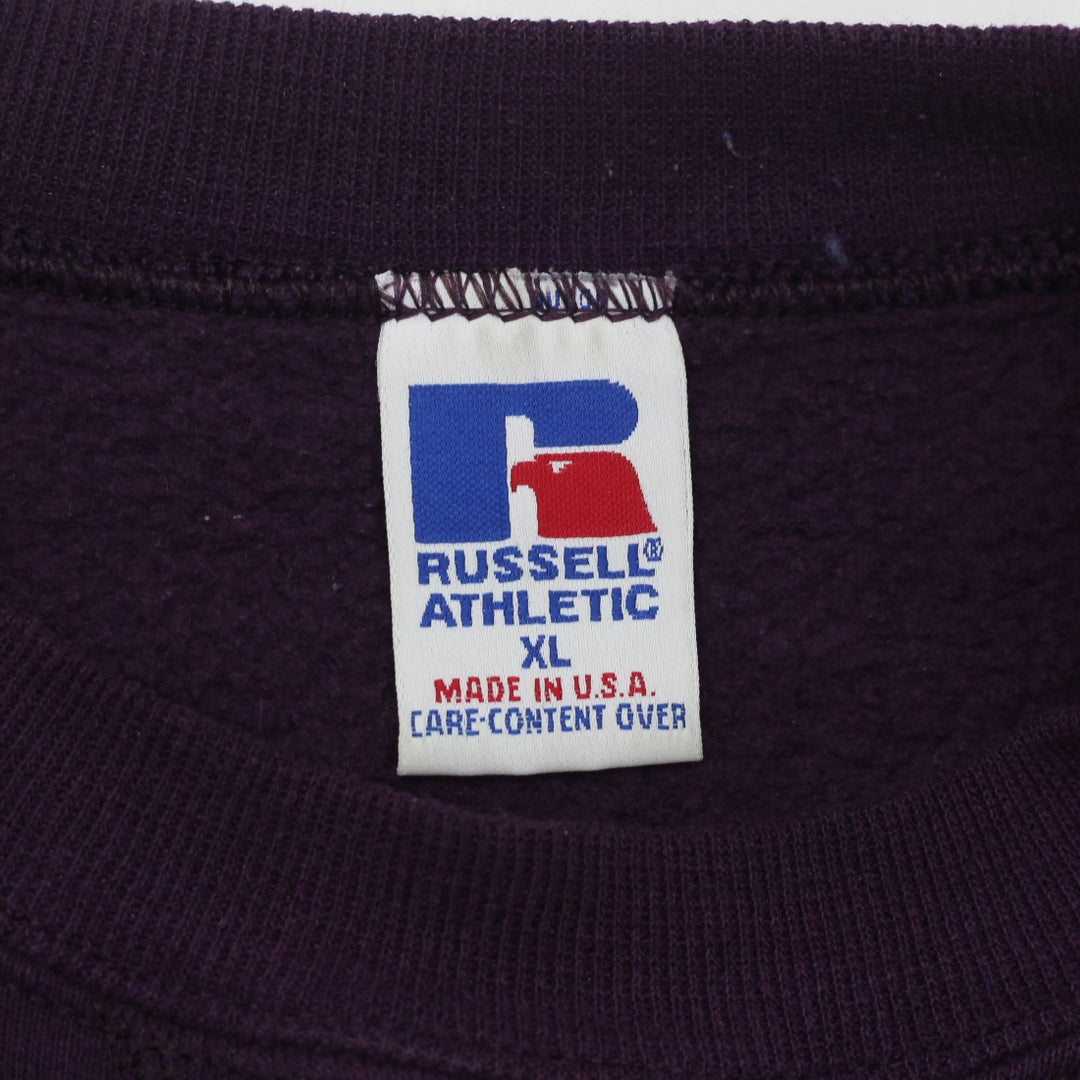 RUSSELL®
ATHLETIC
XL
MADE IN U.S.A.
CARE-CONTENT OVER